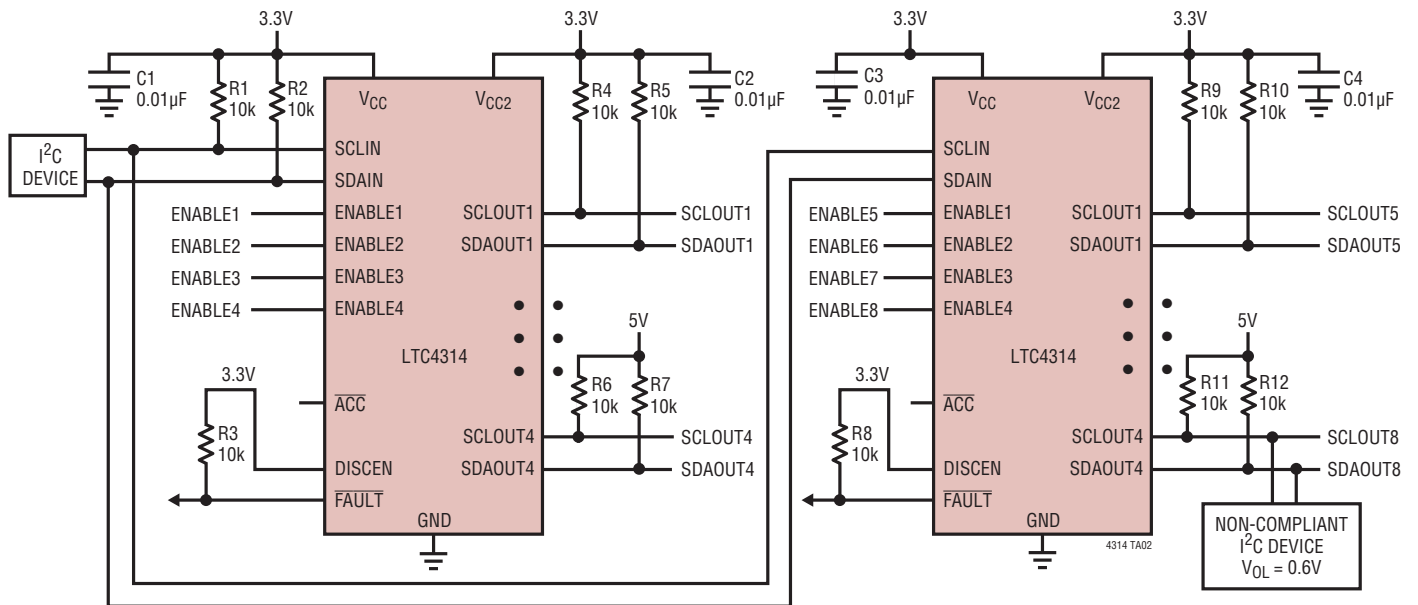 3.3V
3.3V
3.3V
3.3V
C1
0.01µF
R1
10k
R2
10k
VCC
VCC2
R4
10k
R5
10k
C2
0.01µF
C3
0.01µF
VCC
VCC2
R9
10k
R10
10k
C4
0.01µF
I2C
DEVICE
SCLIN
SDAIN
ENABLE1
ENABLE2
ENABLE3
ENABLE4
ENABLE1
ENABLE2
ENABLE3
ENABLE4
SCLOUT1
SDAOUT1
SCLOUT1
SDAOUT1
LTC4314
5V
R6
10k
R7
10k
3.3V
R3
10k
ACC
DISCEN
FAULT
GND
SCLOUT4
SDAOUT4
SCLOUT4
SDAOUT4
SCLIN
SDAIN
ENABLE5
ENABLE6
ENABLE7
ENABLE8
ENABLE1
ENABLE2
ENABLE3
ENABLE4
SCLOUT1
SDAOUT1
SCLOUT5
SDAOUT5
LTC4314
5V
R11
10k
R12
10k
3.3V
R8
10k
ACC
DISCEN
FAULT
GND
SCLOUT4
SDAOUT4
SCLOUT8
SDAOUT8
4314 TA02
NON-COMPLIANT
I2C DEVICE
VOL = 0.6V